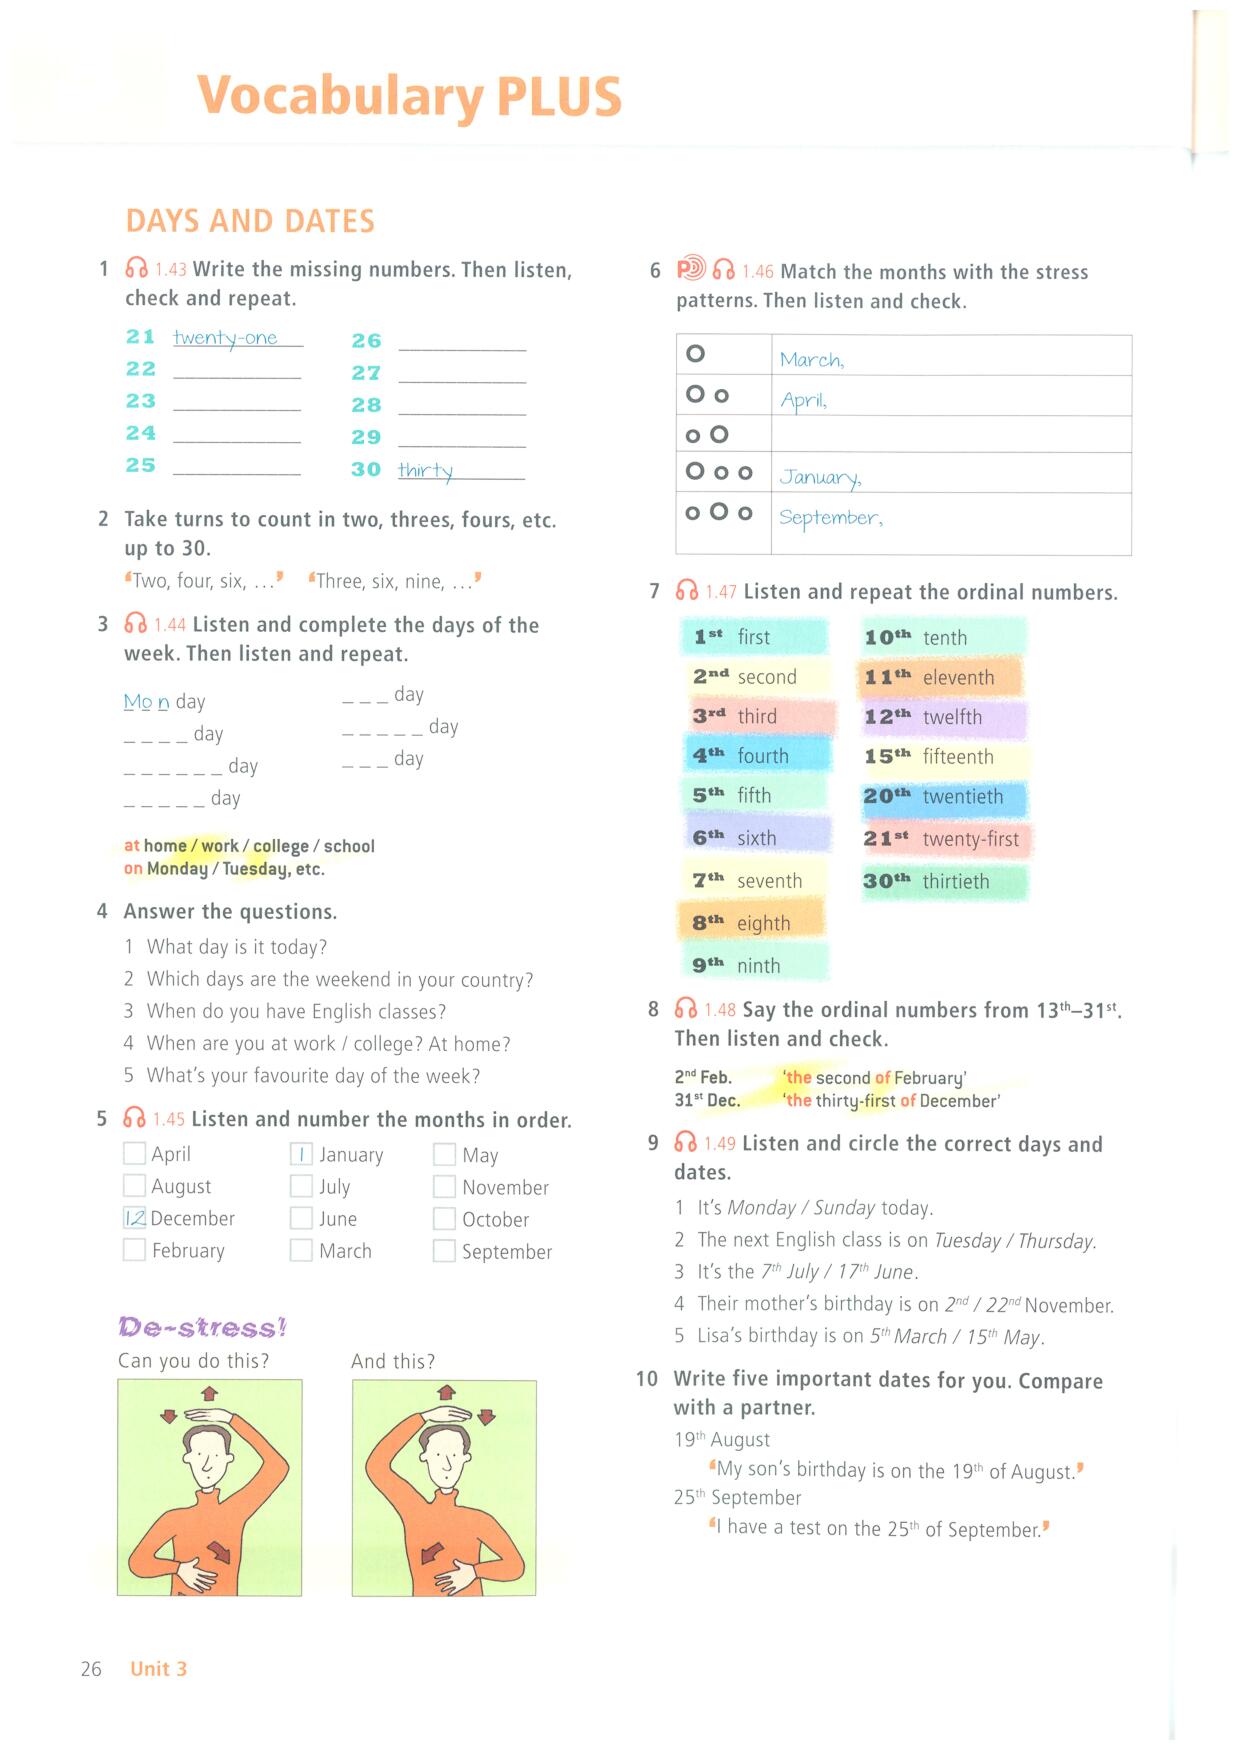 Vocabulary PLUS
DAYS AND DATES
1 1.43 Write the missing numbers. Then listen,
check and repeat.
21 twenty-one
22
23
24
25
26
27
28
29
30 thirty
2 Take turns to count in two, threes, fours, etc.
up to 30.
‘Two, four, six, …’ ‘Three, six, nine, …’
3 1.44 Listen and complete the days of the
week. Then listen and repeat.
Mon day
_ _ _ _ day
_ _ _ _ _ _ day
_ _ _ _ _ day
_ _ _ day
_ _ _ _ _ day
_ _ _ day
at home / work / college / school
on Monday / Tuesday, etc.
4 Answer the questions.
1 What day is it today?
2 Which days are the weekend in your country?
3 When do you have English classes?
4 When are you at work / college? At home?
5 What's your favourite day of the week?
5 1.45 Listen and number the months in order.
April 1 January May
August July November
12 December June October
February March September
De-stress!
Can you do this? And this?
6 P 1.46 Match the months with the stress
patterns. Then listen and check.
O March,
O o April,
o O
O o o January,
o O o September,
7 1.47 Listen and repeat the ordinal numbers.
1st first
2nd second
3rd third
4th fourth
5th fifth
6th sixth
7th seventh
8th eighth
9th ninth
10th tenth
11th eleventh
12th twelfth
15th fifteenth
20th twentieth
21st twenty-first
30th thirtieth
8 1.48 Say the ordinal numbers from 13th–31st.
Then listen and check.
2nd Feb. ‘the second of February’
31st Dec. ‘the thirty-first of December’
9 1.49 Listen and circle the correct days and
dates.
1 It's Monday / Sunday today.
2 The next English class is on Tuesday / Thursday.
3 It's the 7th July / 17th June.
4 Their mother's birthday is on 2nd / 22nd November.
5 Lisa's birthday is on 5th March / 15th May.
10 Write five important dates for you. Compare
with a partner.
19th August
‘My son's birthday is on the 19th of August.’
25th September
‘I have a test on the 25th of September.’
26 Unit 3